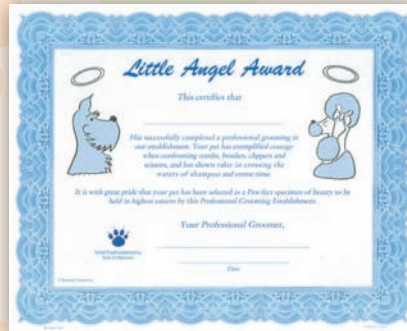 Little Angel Award
This certifies that
Has successfully completed a professional grooming in
our establishment. Your pet has exemplified courage
when confronting combs, brushes, clippers and
scissors, and has shown valor in crossing the
waters of shampoo and creme rinse.
It is with great pride that your pet has been selected as a Paw-fect specimen of beauty to be
held in highest esteem by this Professional Grooming Establishment.
Your Professional Groomer,
Date